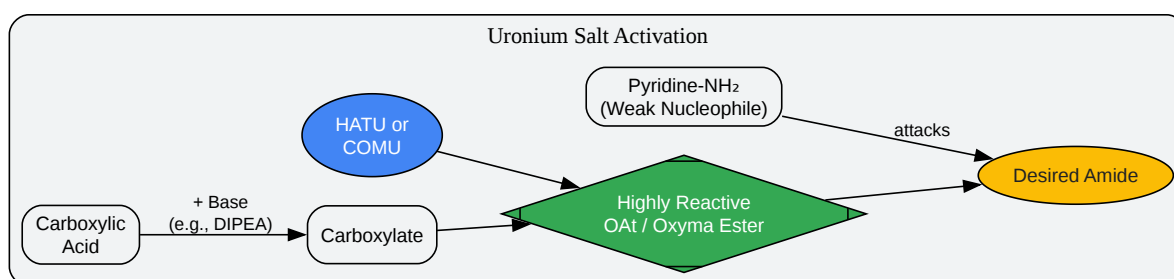 Uronium Salt Activation
Pyridine-NH₂
(Weak Nucleophile)
HATU or
COMU
attacks
Desired Amide
+ Base
(e.g., DIPEA)
Highly Reactive
OAt / Oxyma Ester
Carboxylic
Acid
Carboxylate